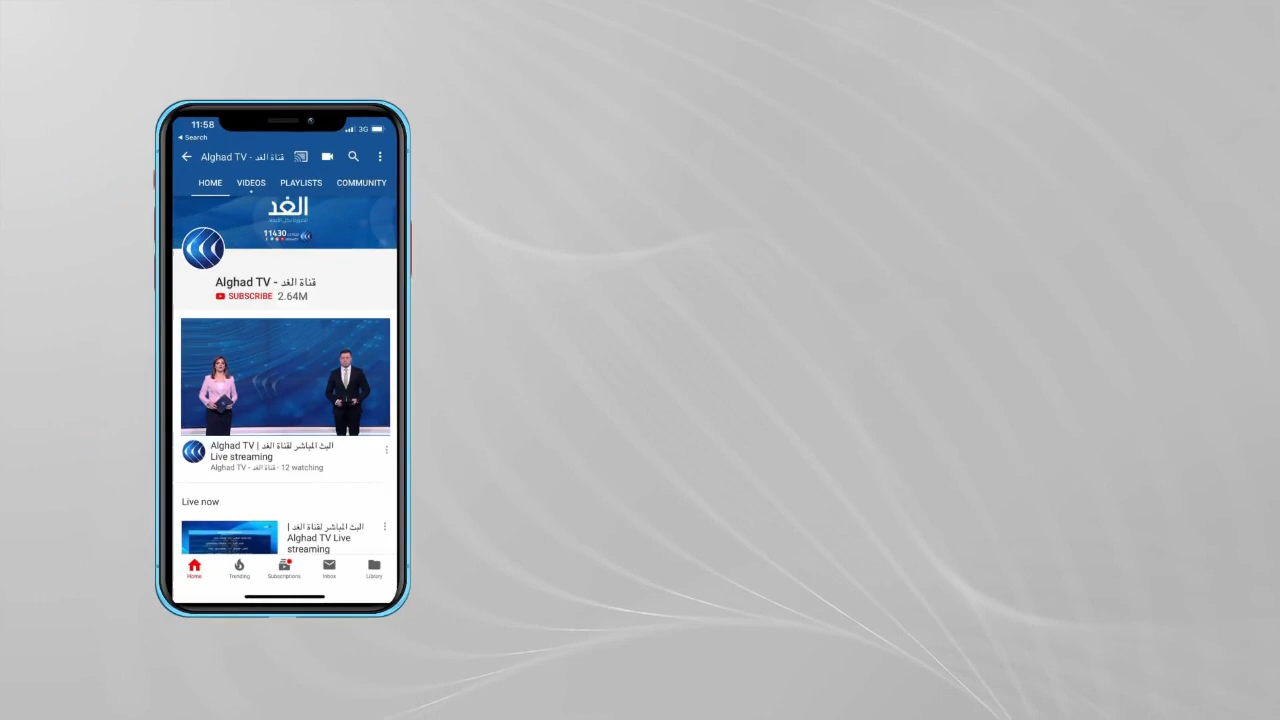 11:58
3G
Search
Alghad TV - قناة الغد
HOME VIDEOS PLAYLISTS COMMUNITY
الغد
11430
Alghad TV - قناة الغد
SUBSCRIBE 2.64M
Alghad TV | البث المباشر لقناة الغد
Live streaming
Alghad TV - قناة الغد · 12 watching
Live now
البث المباشر لقناة الغد |
Alghad TV Live
streaming
Home Trending Subscriptions Inbox Library